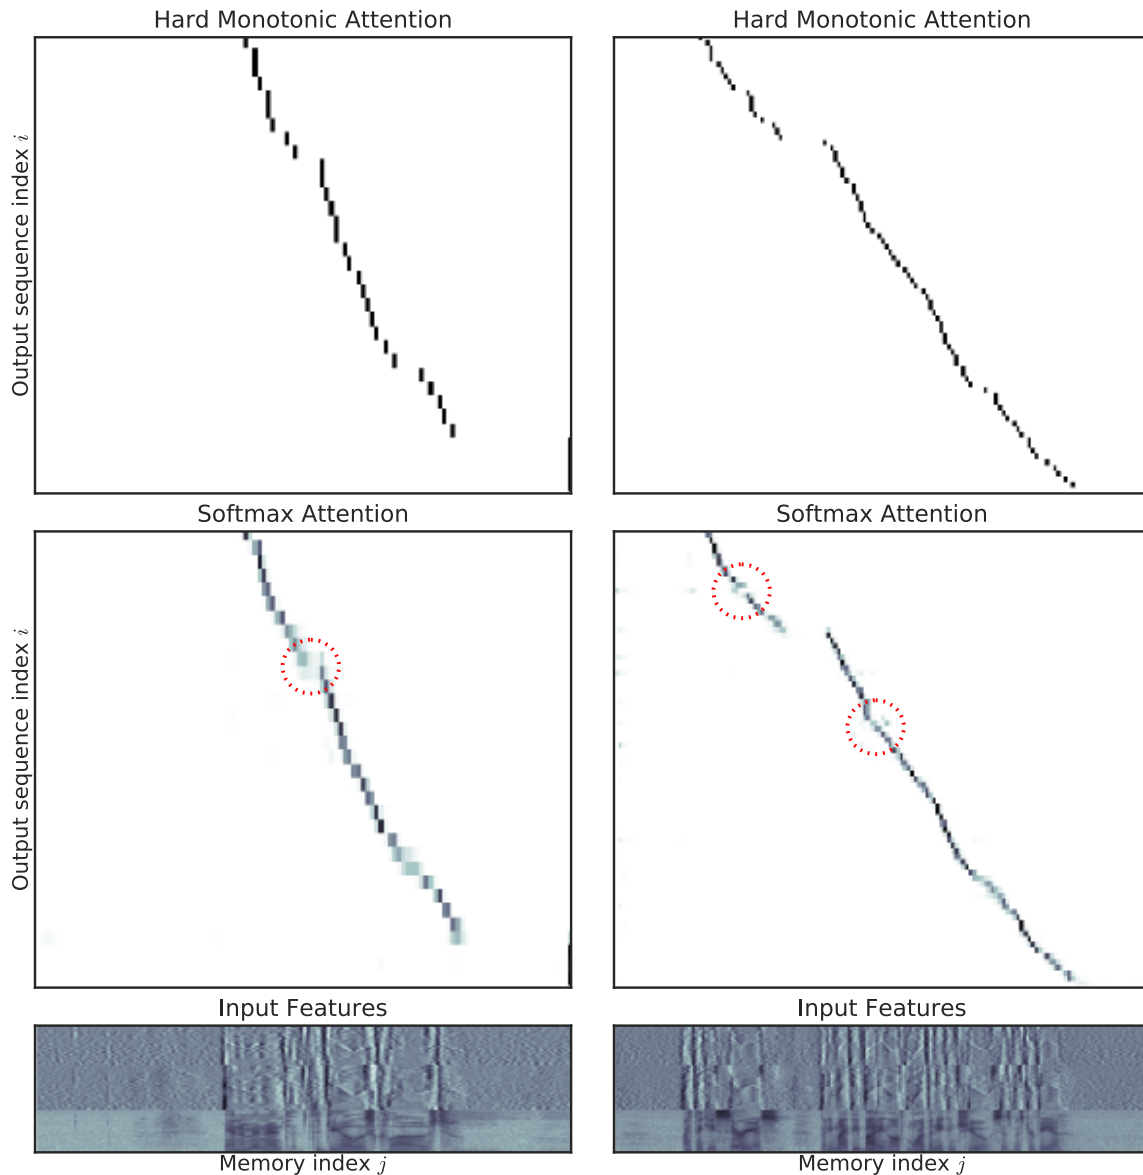 Hard Monotonic Attention
Hard Monotonic Attention
Output sequence index i
Softmax Attention
Softmax Attention
Output sequence index i
Input Features
Input Features
Memory index j
Memory index j